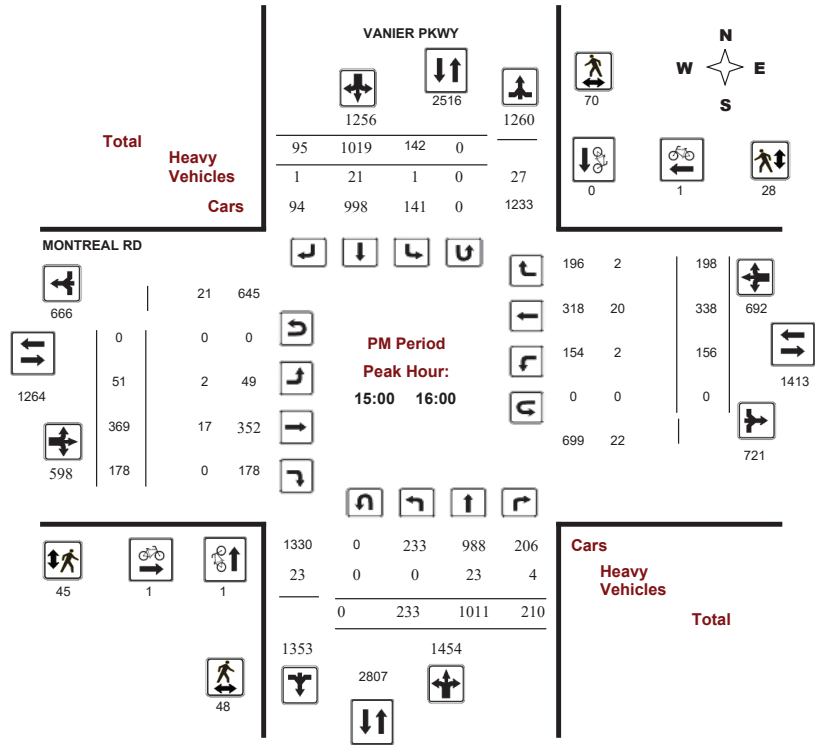 VANIER PKWY
N
W E
S
2516
70
1256 1260
Total 95 1019 142 0
Heavy
Vehicles 1 21 1 0 27
Cars 94 998 141 0 1233
0 1 28
MONTREAL RD
196 2 198
666 21 645
318 20 338 692
0 0 0
PM Period
154 2 156
Peak Hour:
51 2 49
1264 1413
15:00 16:00
0 0 0
369 17 352
699 22
721
598 178 0 178
1330 0 233 988 206 Cars
23 0 0 23 4 Heavy
Vehicles
45 1 1
0 233 1011 210 Total
1353 1454
2807
48